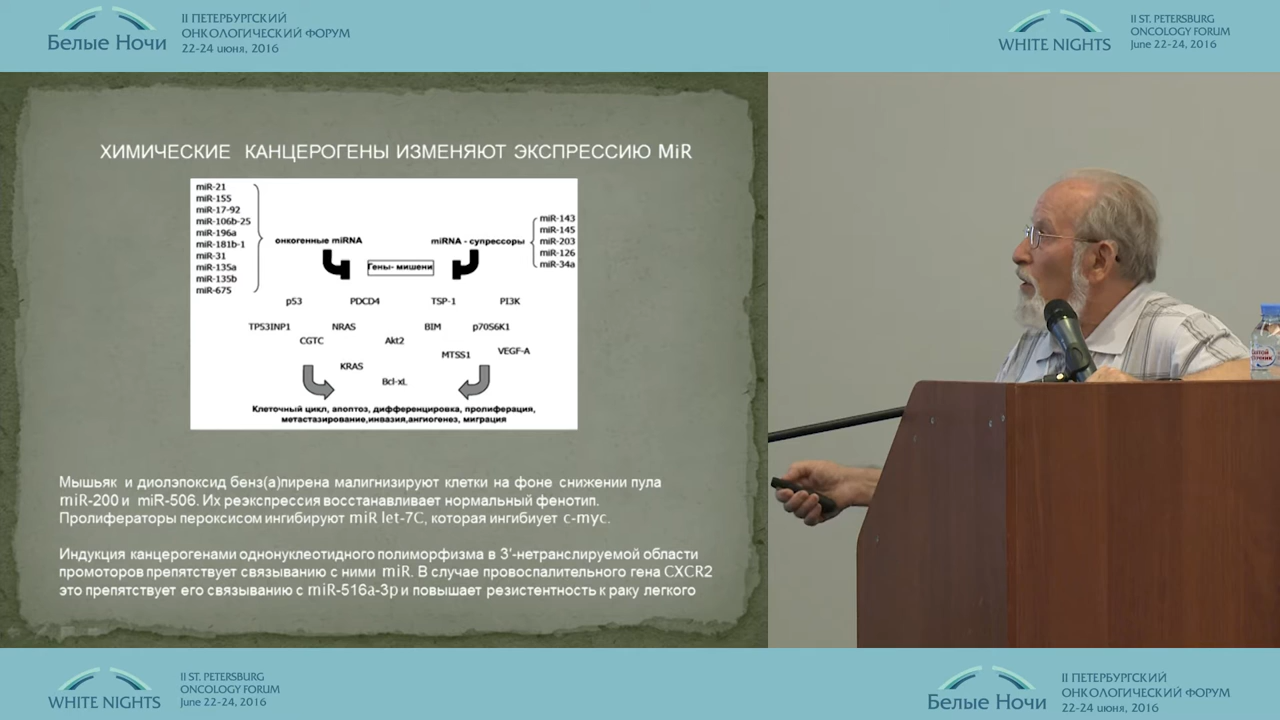 II ПЕТЕРБУРГСКИЙ
ОНКОЛОГИЧЕСКИЙ ФОРУМ
Белые Ночи
22-24 июня, 2016
II ST. PETERSBURG
ONCOLOGY FORUM
WHITE NIGHTS
June 22-24, 2016
ХИМИЧЕСКИЕ КАНЦЕРОГЕНЫ ИЗМЕНЯЮТ ЭКСПРЕССИЮ MiR
miR-21
miR-155
miR-17-92
miR-106b-25
miR-196a
miR-181b-1
miR-31
miR-135a
miR-135b
miR-675
онкогенные miRNA
miRNA - супрессоры
miR-143
miR-145
miR-203
miR-126
miR-34a
Гены- мишени
p53 PDCD4 TSP-1 PI3K
TP53INP1 NRAS BIM p70S6K1
CGTC Akt2 MTSS1 VEGF-A
KRAS
Bcl-xL
Клеточный цикл, апоптоз, дифференцировка, пролиферация,
метастазирование,инвазия,ангиогенез, миграция
Мышьяк и диолэпоксид бенз(а)пирена малигнизируют клетки на фоне снижении пула
miR-200 и miR-506. Их реэкспрессия восстанавливает нормальный фенотип.
Пролифераторы пероксисом ингибируют miR let-7C, которая ингибиует c-myc.
Индукция канцерогенами однонуклеотидного полиморфизма в 3'-нетранслируемой области
промоторов препятствует связыванию с ними miR. В случае провоспалительного гена CXCR2
это препятствует его связыванию с miR-516a-3p и повышает резистентность к раку легкого
II ST. PETERSBURG
ONCOLOGY FORUM
WHITE NIGHTS
June 22-24, 2016
II ПЕТЕРБУРГСКИЙ
ОНКОЛОГИЧЕСКИЙ ФОРУМ
Белые Ночи
22-24 июня, 2016